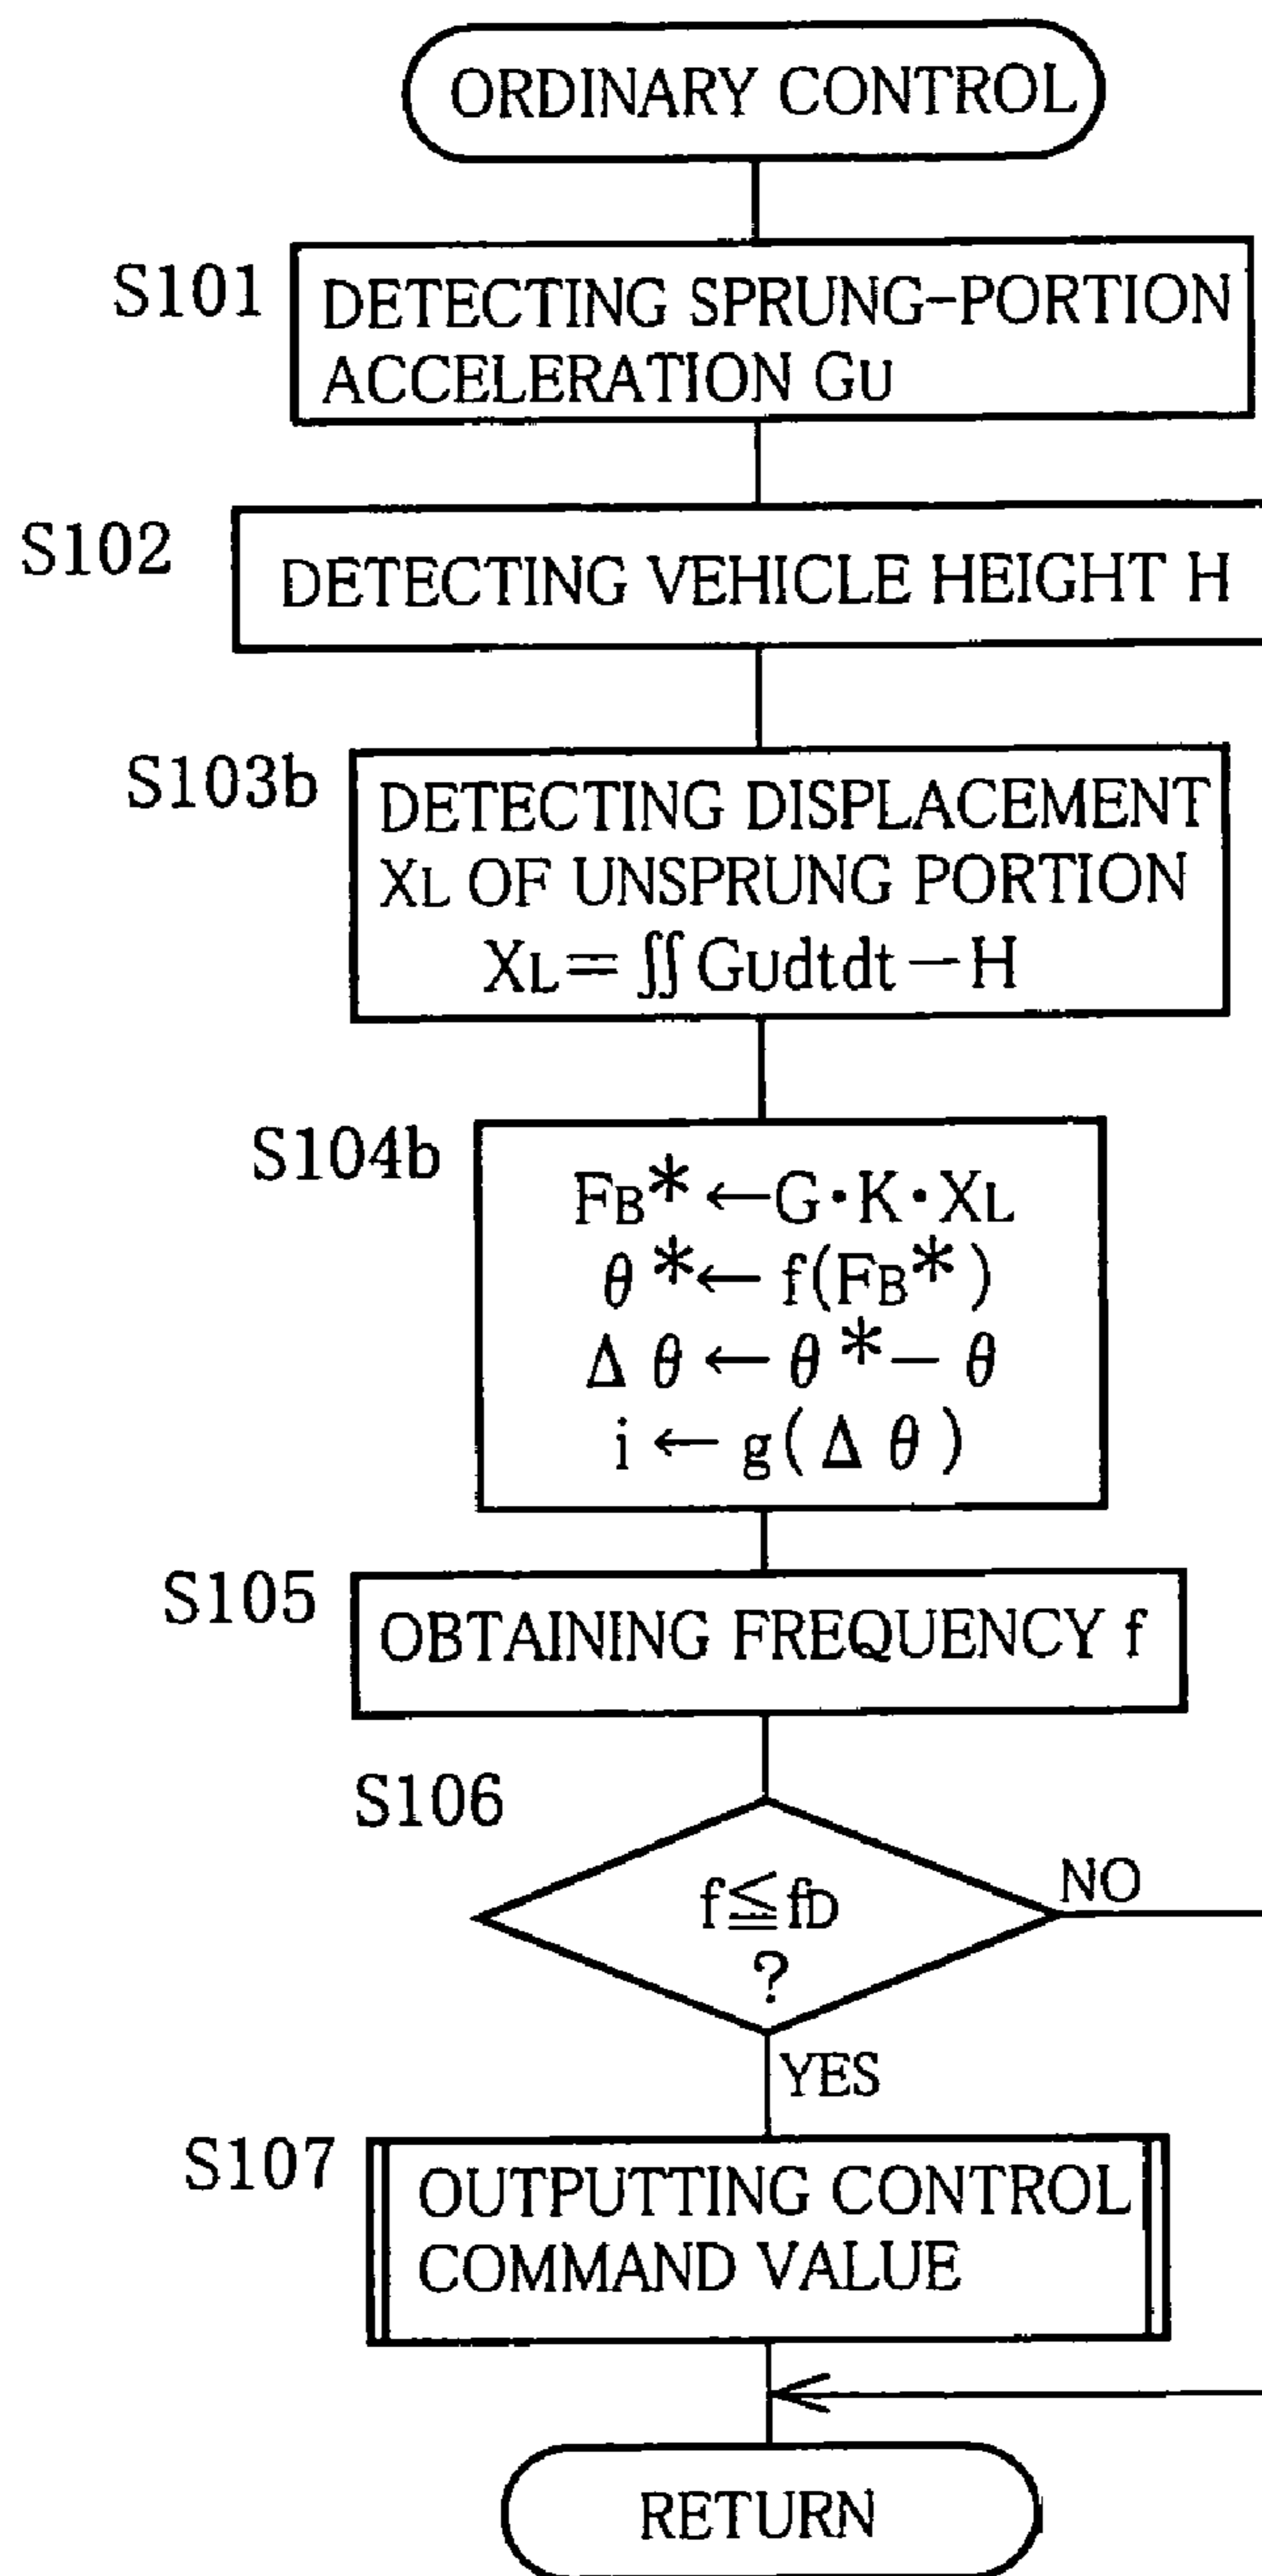 ORDINARY CONTROL
S101
DETECTING SPRUNG-PORTION
ACCELERATION GU
S102
DETECTING VEHICLE HEIGHT H
S103b
DETECTING DISPLACEMENT
XL OF UNSPRUNG PORTION
XL=∬GUdtdt−H
S104b
FB*←G·K·XL
θ*←f(FB*)
Δθ←θ*−θ
i←g(Δθ)
S105
OBTAINING FREQUENCY f
S106
f≦fD
?
NO
YES
S107
OUTPUTTING CONTROL
COMMAND VALUE
RETURN